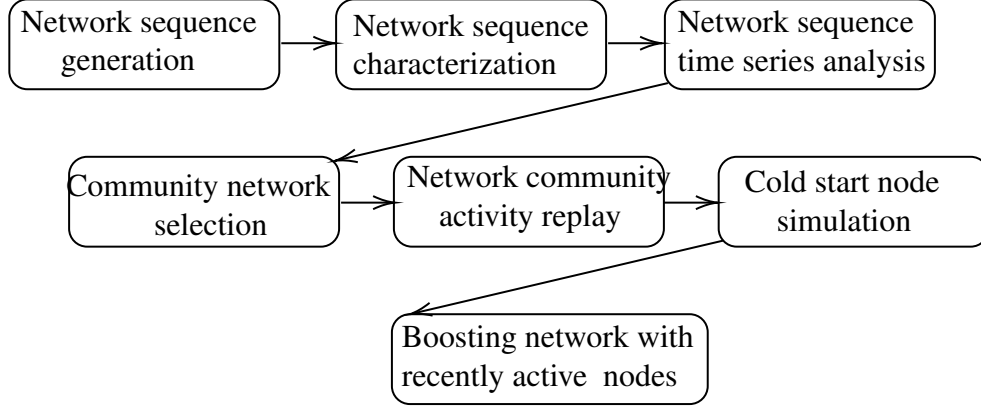 Network sequence
generation
Network sequence
characterization
Network sequence
time series analysis
Community network
selection
Network community
activity replay
Cold start node
simulation
Boosting network with
recently active nodes